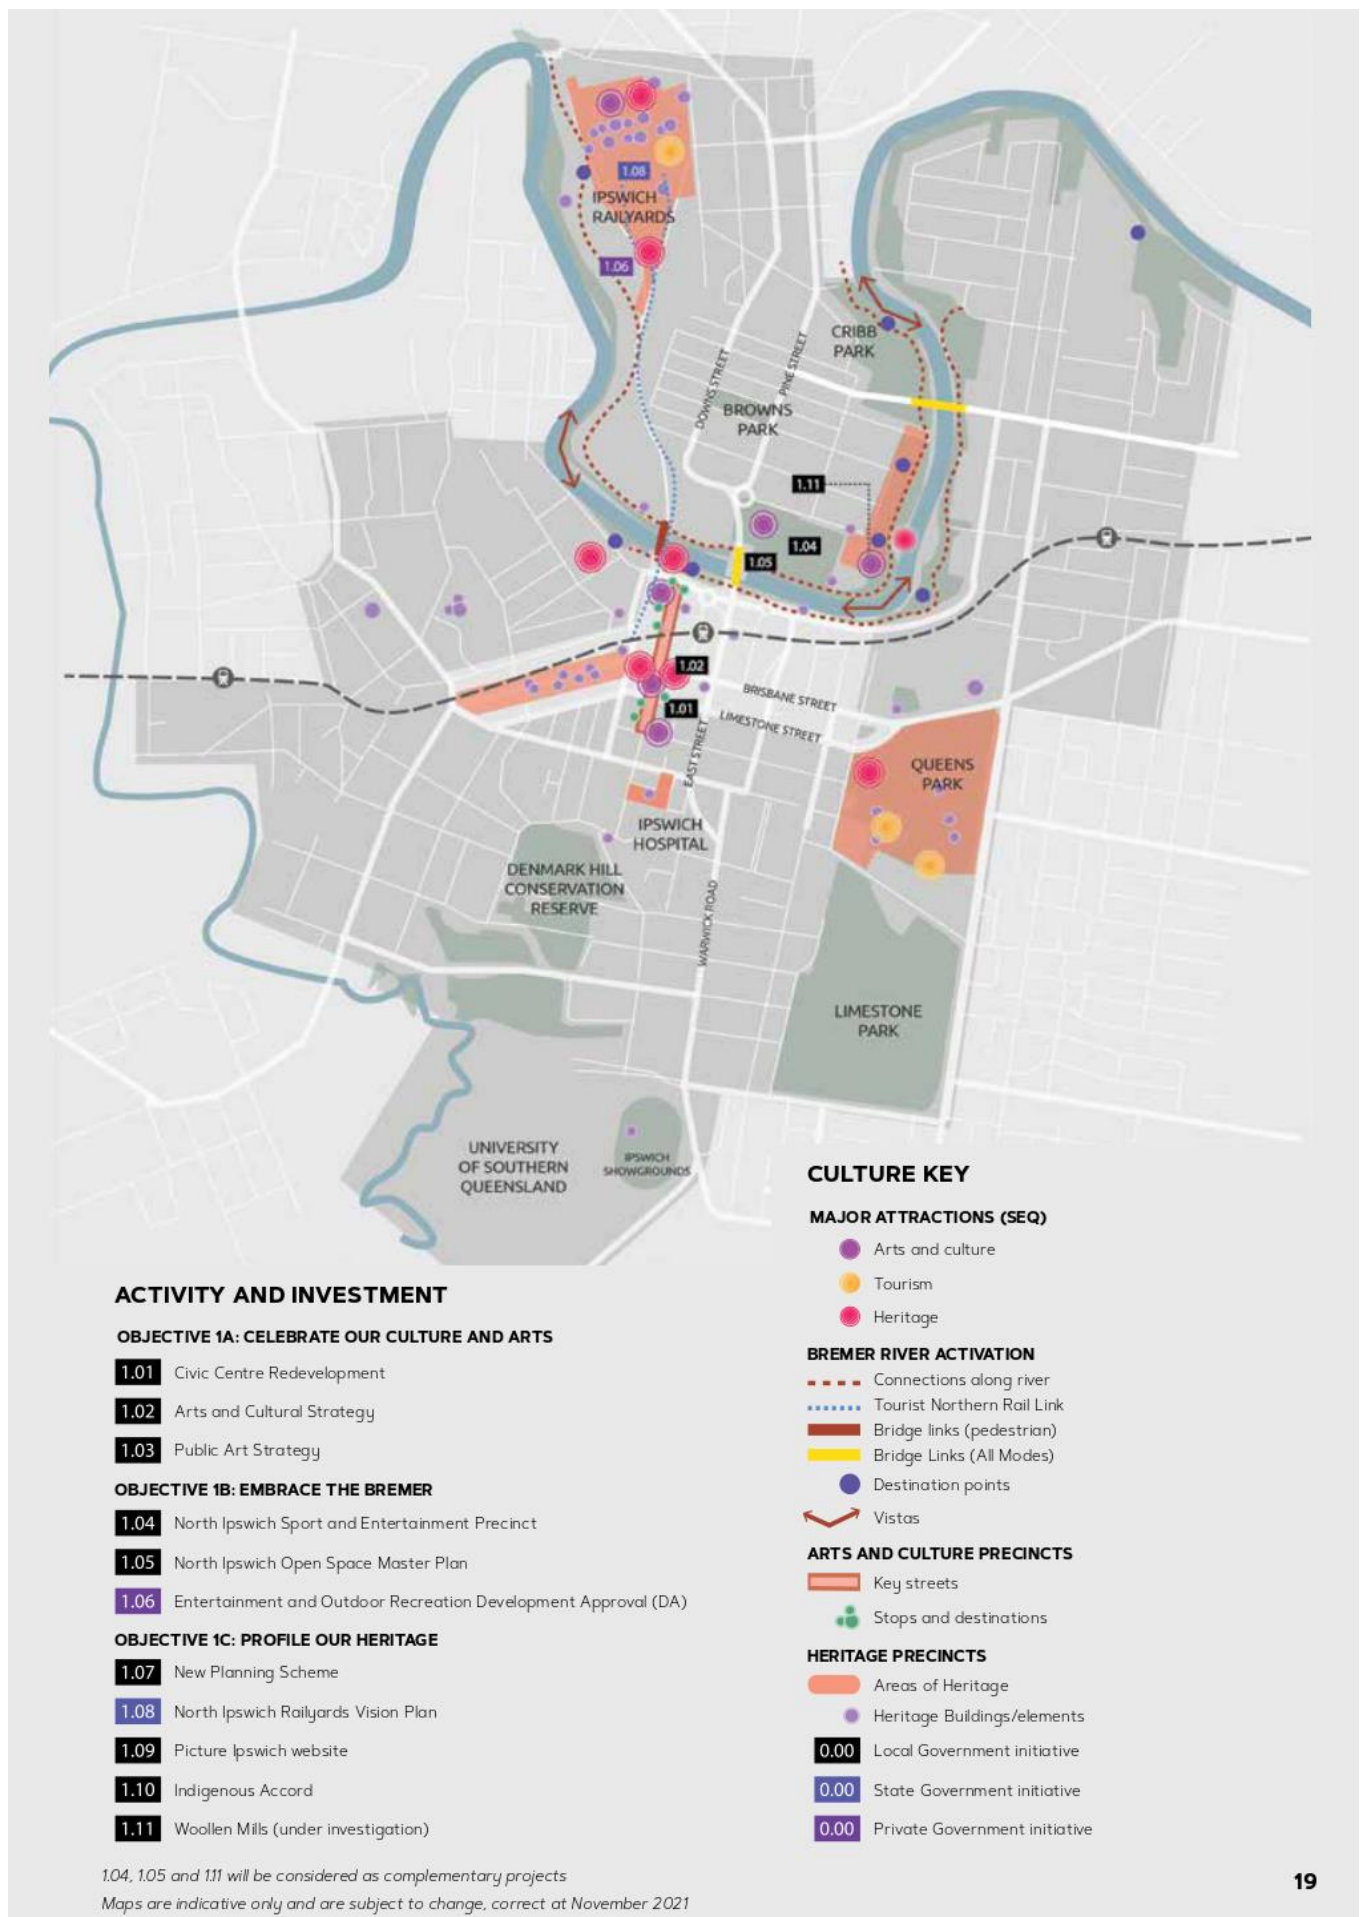 1.08
IPSWICH
RAILYARDS
1.06
CRIBB
PARK
DOWNS STREET
PINE STREET
BROWNS
PARK
1.11
1.04
1.05
1.02
1.01
BRISBANE STREET
LIMESTONE STREET
EAST STREET
QUEENS
PARK
IPSWICH
HOSPITAL
DENMARK HILL
CONSERVATION
RESERVE
WARWICK ROAD
LIMESTONE
PARK
UNIVERSITY
OF SOUTHERN
QUEENSLAND
IPSWICH
SHOWGROUNDS
ACTIVITY AND INVESTMENT
OBJECTIVE 1A: CELEBRATE OUR CULTURE AND ARTS
1.01 Civic Centre Redevelopment
1.02 Arts and Cultural Strategy
1.03 Public Art Strategy
OBJECTIVE 1B: EMBRACE THE BREMER
1.04 North Ipswich Sport and Entertainment Precinct
1.05 North Ipswich Open Space Master Plan
1.06 Entertainment and Outdoor Recreation Development Approval (DA)
OBJECTIVE 1C: PROFILE OUR HERITAGE
1.07 New Planning Scheme
1.08 North Ipswich Railyards Vision Plan
1.09 Picture Ipswich website
1.10 Indigenous Accord
1.11 Woollen Mills (under investigation)
1.04, 1.05 and 1.11 will be considered as complementary projects
Maps are indicative only and are subject to change, correct at November 2021
CULTURE KEY
MAJOR ATTRACTIONS (SEQ)
Arts and culture
Tourism
Heritage
BREMER RIVER ACTIVATION
Connections along river
Tourist Northern Rail Link
Bridge links (pedestrian)
Bridge Links (All Modes)
Destination points
Vistas
ARTS AND CULTURE PRECINCTS
Key streets
Stops and destinations
HERITAGE PRECINCTS
Areas of Heritage
Heritage Buildings/elements
0.00 Local Government initiative
0.00 State Government initiative
0.00 Private Government initiative
19